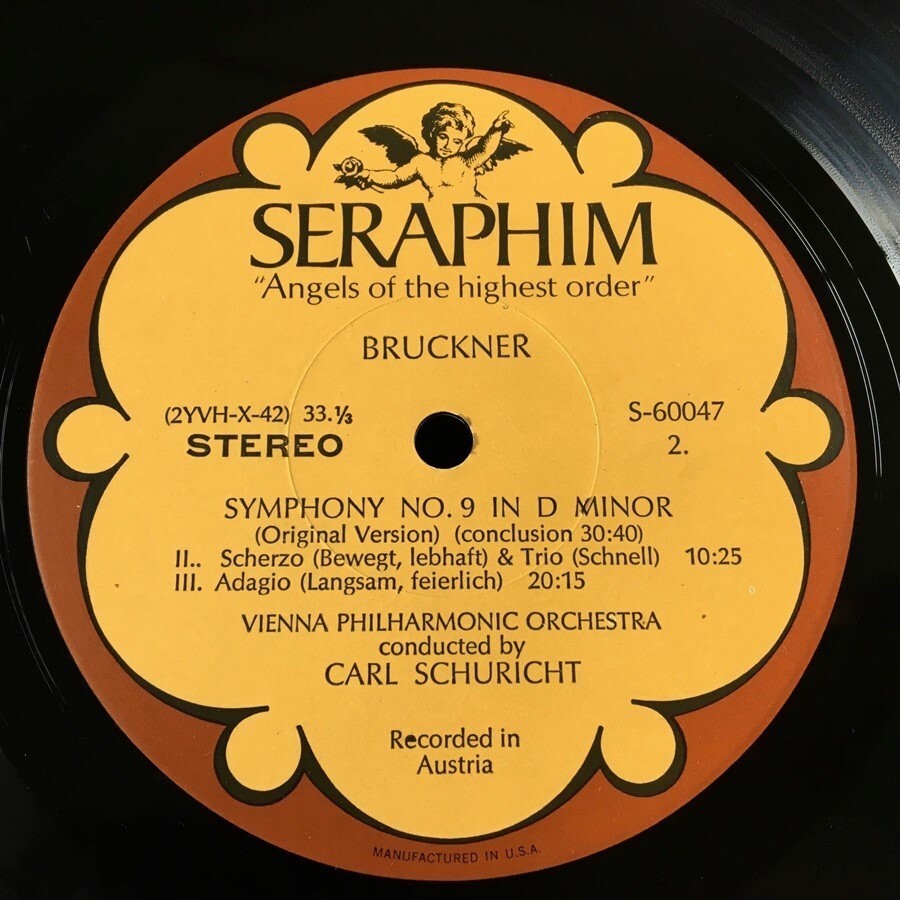 SERAPHIM
“Angels of the highest order”
BRUCKNER
(2YVH-X-42) 33.⅓ S-60047
STEREO 2.
SYMPHONY NO. 9 IN D MINOR
(Original Version) (conclusion 30:40)
II.. Scherzo (Bewegt, lebhaft) & Trio (Schnell) 10:25
III. Adagio (Langsam, feierlich) 20:15
VIENNA PHILHARMONIC ORCHESTRA
conducted by
CARL SCHURICHT
Recorded in
Austria
MANUFACTURED IN U.S.A.